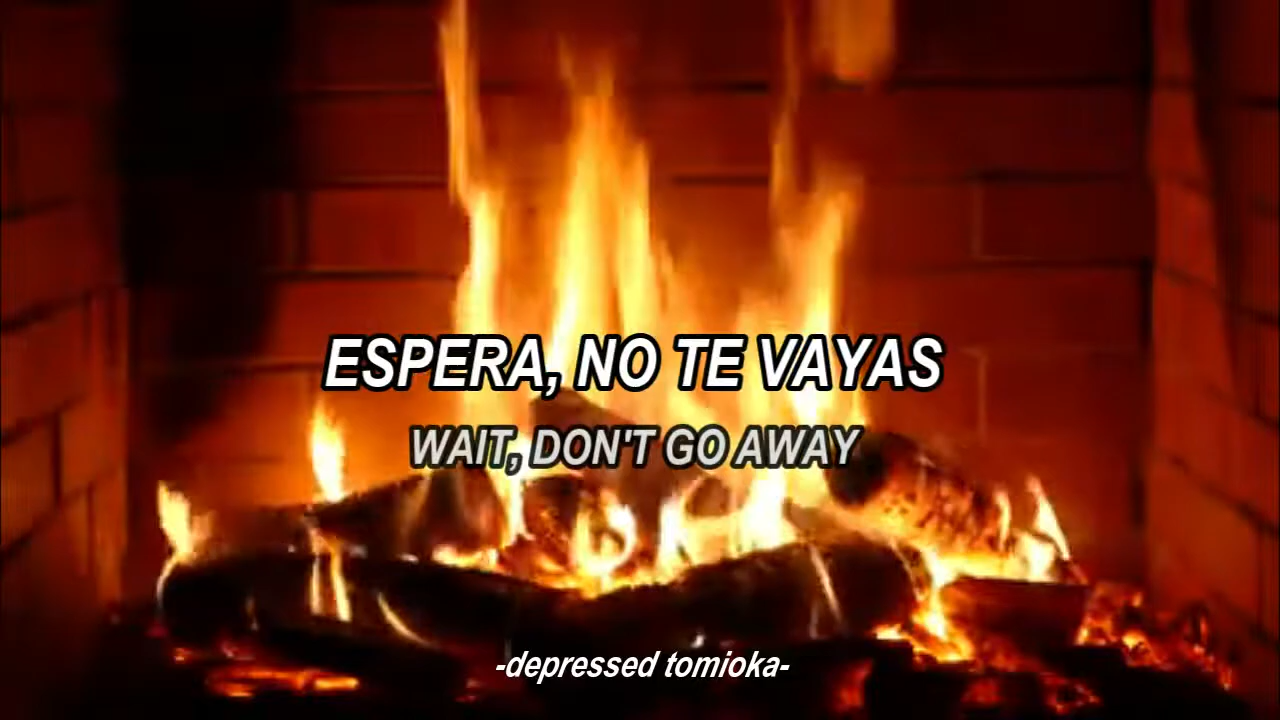 ESPERA, NO TE VAYAS
WAIT, DON'T GO AWAY
-depressed tomioka-